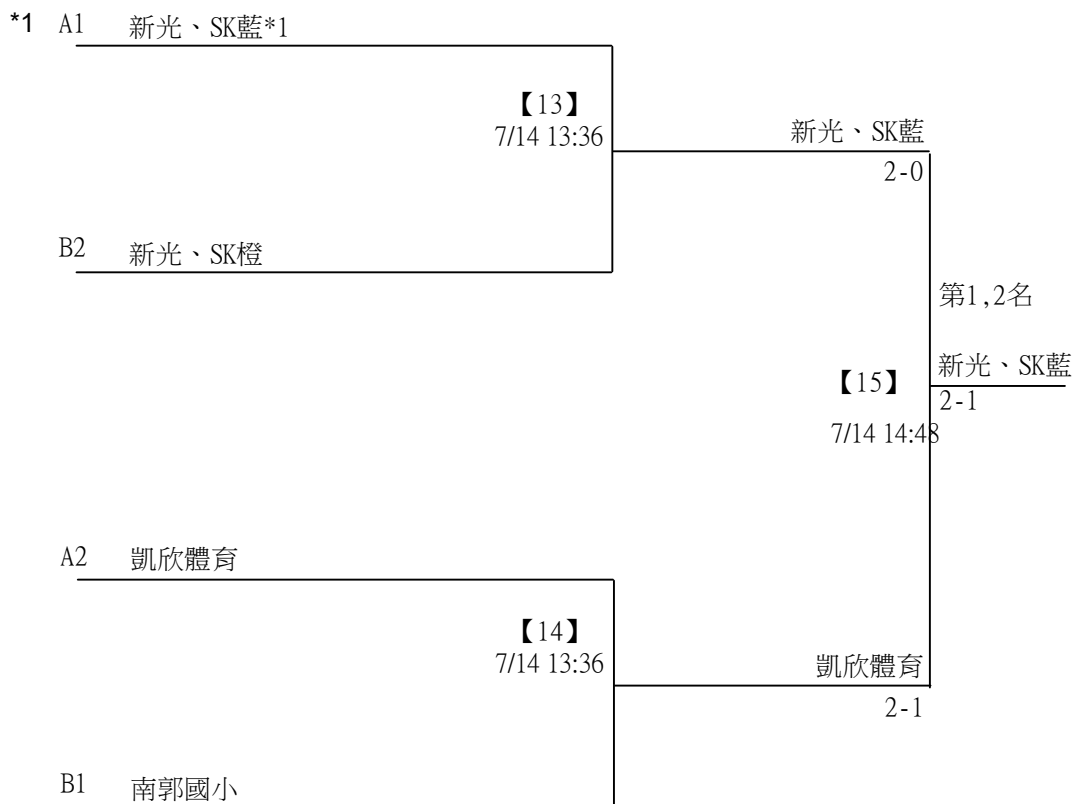 *1 A1 新光、SK藍*1
【13】
7/14 13:36
新光、SK藍
2-0
B2 新光、SK橙
第1,2名
新光、SK藍
【15】
2-1
7/14 14:48
A2 凱欣體育
【14】
7/14 13:36
凱欣體育
2-1
B1 南郭國小